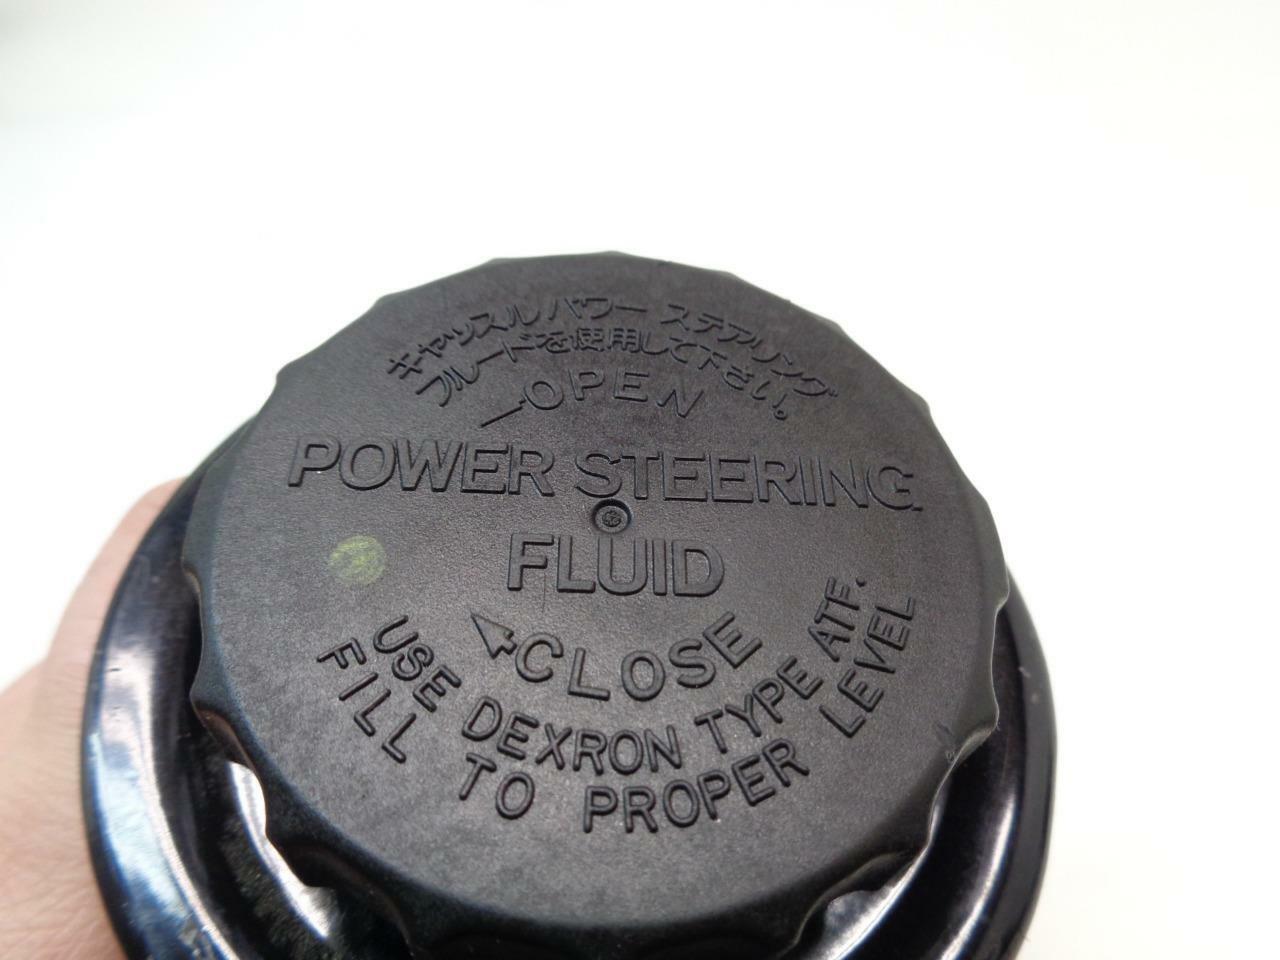 キャッスルパワー ステアリング
フルードを使用して下さい。
OPEN
POWER STEERING
FLUID
CLOSE
USE DEXRON TYPE ATF.
FILL TO PROPER LEVEL